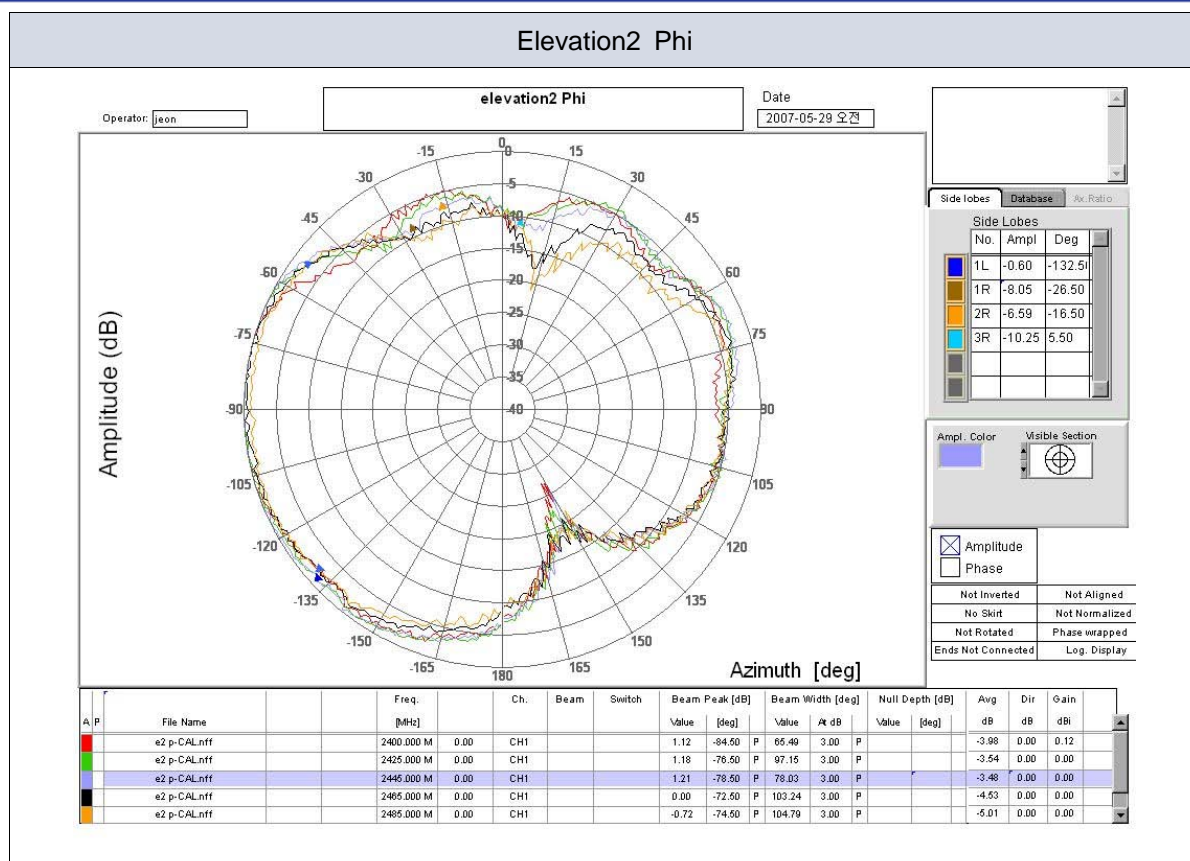 Elevation2 Phi
elevation2 Phi
Operator: jeon
Date
2007-05-29 오전
Amplitude (dB)
Azimuth [deg]
0
15
30
45
60
75
90
105
120
135
150
165
180
-165
-150
-135
-120
-105
-90
-75
-60
-45
-30
-15
0
-5
-10
-15
-20
-25
-30
-35
-40
Side lobes Database Ax.Ratio
Side Lobes
No. Ampl Deg
1L -0.60 -132.5
1R -8.05 -26.50
2R -6.59 -16.50
3R -10.25 5.50
Ampl. Color Visible Section
Amplitude
Phase
Not Inverted Not Aligned
No Skirt Not Normalized
Not Rotated Phase wrapped
Ends Not Connected Log. Display
Freq. Ch. Beam Switch Beam Peak [dB] Beam Width [deg] Null Depth [dB] Avg Dir Gain
A P File Name [MHz] Value [deg] Value At dB Value [deg] dB dB dBi
e2 p-CAL.nff 2400.000 M 0.00 CH1 1.12 -84.50 P 65.49 3.00 P -3.98 0.00 0.12
e2 p-CAL.nff 2425.000 M 0.00 CH1 1.18 -76.50 P 97.15 3.00 P -3.54 0.00 0.00
e2 p-CAL.nff 2445.000 M 0.00 CH1 1.21 -78.50 P 78.03 3.00 P -3.48 0.00 0.00
e2 p-CAL.nff 2465.000 M 0.00 CH1 0.00 -72.50 P 103.24 3.00 P -4.53 0.00 0.00
e2 p-CAL.nff 2485.000 M 0.00 CH1 -0.72 -74.50 P 104.79 3.00 P -5.01 0.00 0.00